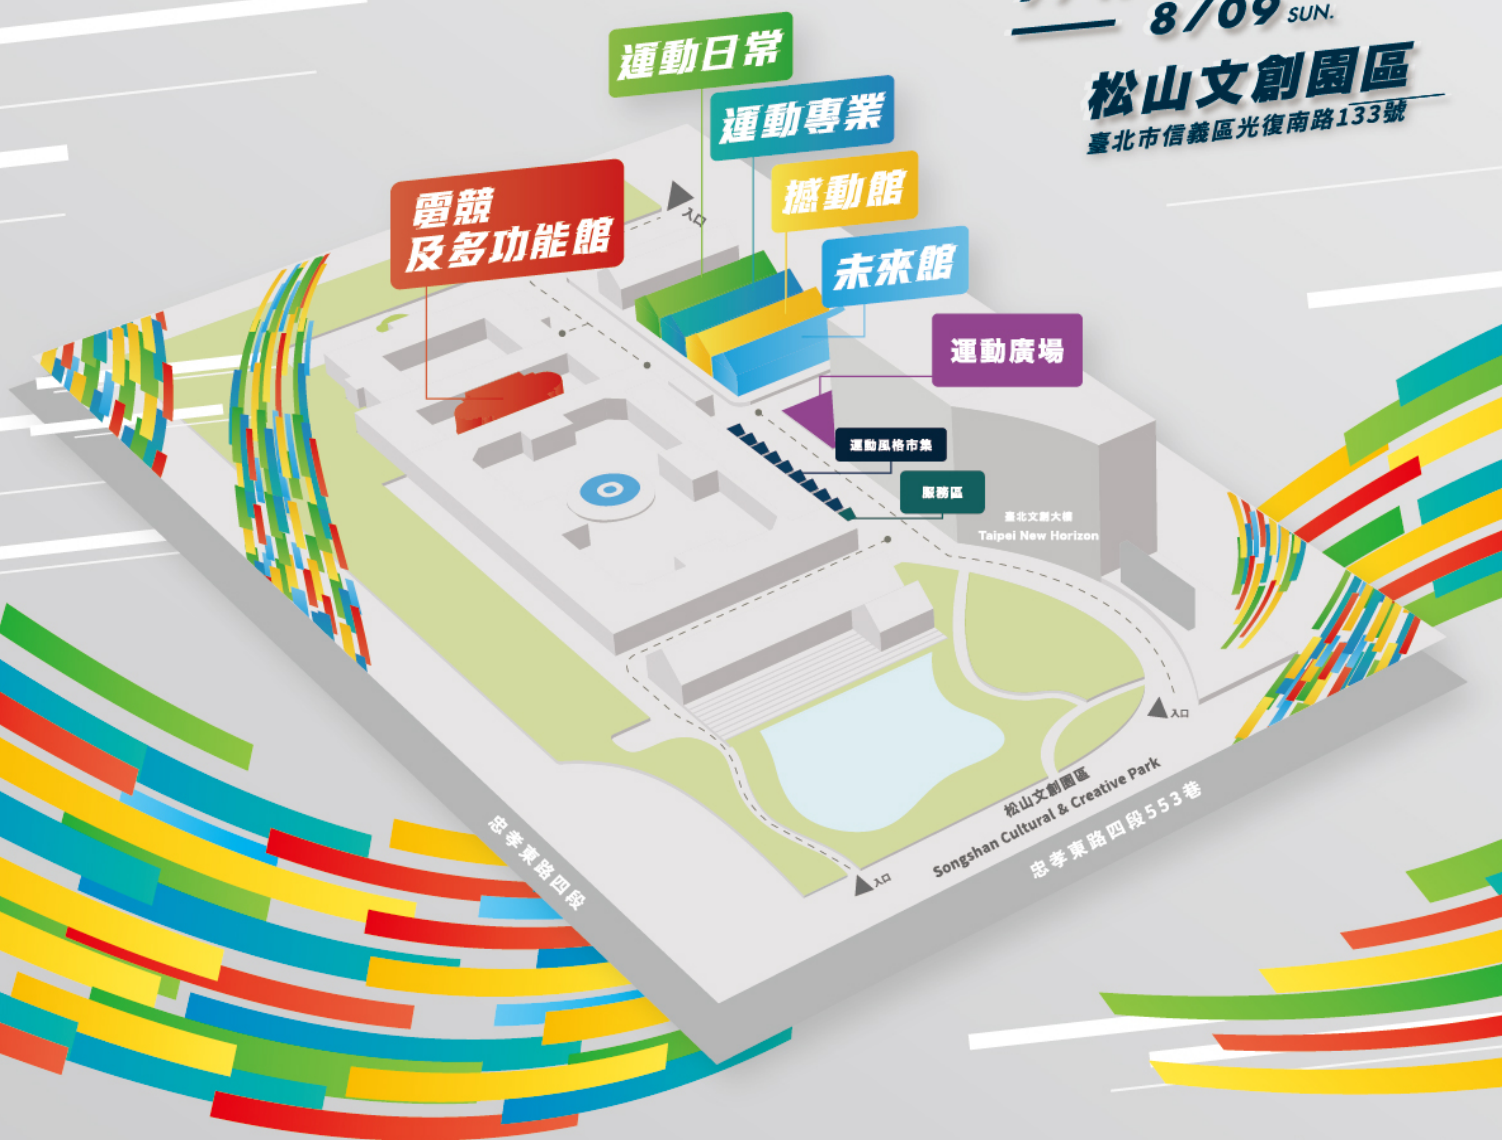 8/09 SUN.
松山文創園區
臺北市信義區光復南路133號
運動日常
運動專業
撼動館
未來館
電競
及多功能館
入口
運動廣場
運動風格市集
服務區
臺北文創大樓
Taipei New Horizon
入口
松山文創園區
Songshan Cultural & Creative Park
忠孝東路四段553巷
入口
忠孝東路四段